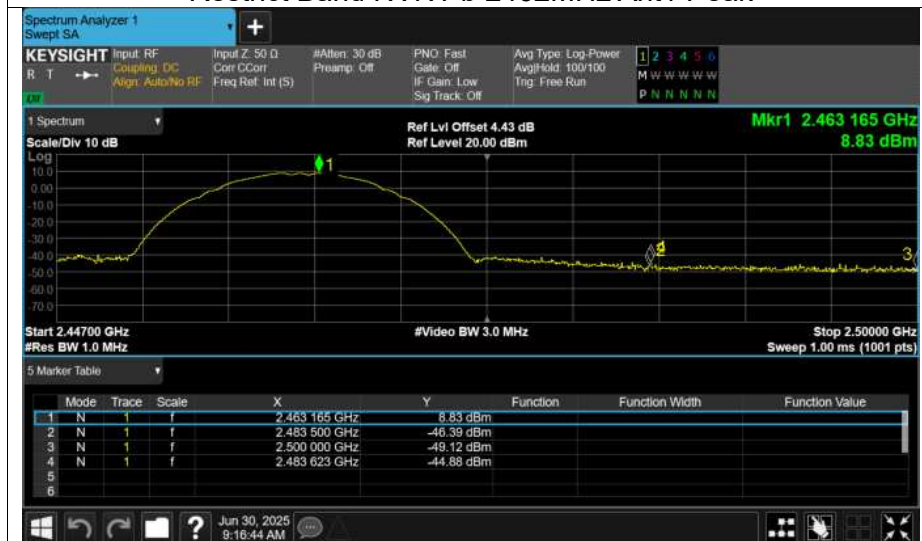 Spectrum Analyzer 1
Swept SA
+
KEYSIGHT Input: RF Input Z: 50 Ω #Atten: 30 dB PNO: Fast Avg Type: Log-Power 1 2 3 4 5 6
R T Coupling: DC Corr CCorr Preamp: Off Gate: Off Avg|Hold: 100/100 M W W W W W
Align: Auto/No RF Freq Ref: Int (S) IF Gain: Low Trig: Free Run P N N N N N
Sig Track: Off
1 Spectrum Ref Lvl Offset 4.43 dB Mkr1 2.463 165 GHz
Scale/Div 10 dB Ref Level 20.00 dBm 8.83 dBm
Log
1
10.0
0.00
-10.0
-20.0
-30.0
-40.0
3
-50.0
-60.0
-70.0
Start 2.44700 GHz #Video BW 3.0 MHz Stop 2.50000 GHz
#Res BW 1.0 MHz Sweep 1.00 ms (1001 pts)
5 Marker Table
Mode Trace Scale X Y Function Function Width Function Value
1 N 1 f 2.463 165 GHz 8.83 dBm
2 N 1 f 2.483 500 GHz -46.39 dBm
3 N 1 f 2.500 000 GHz -49.12 dBm
4 N 1 f 2.483 623 GHz -44.88 dBm
5
6
? Jun 30, 2025
9:16:44 AM